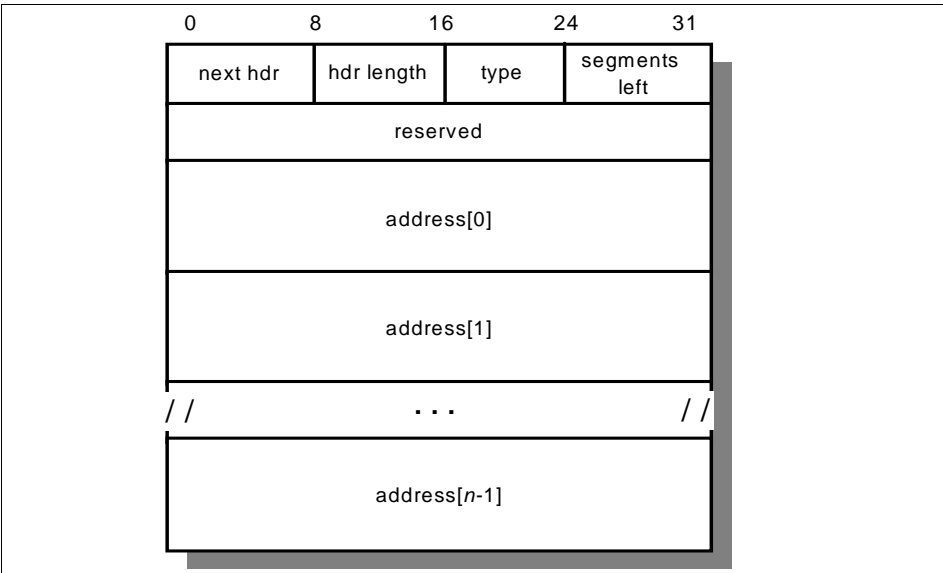 0 8 16 24 31
next hdr hdr length type segments left
reserved
address[0]
address[1]
// . . . //
address[n-1]